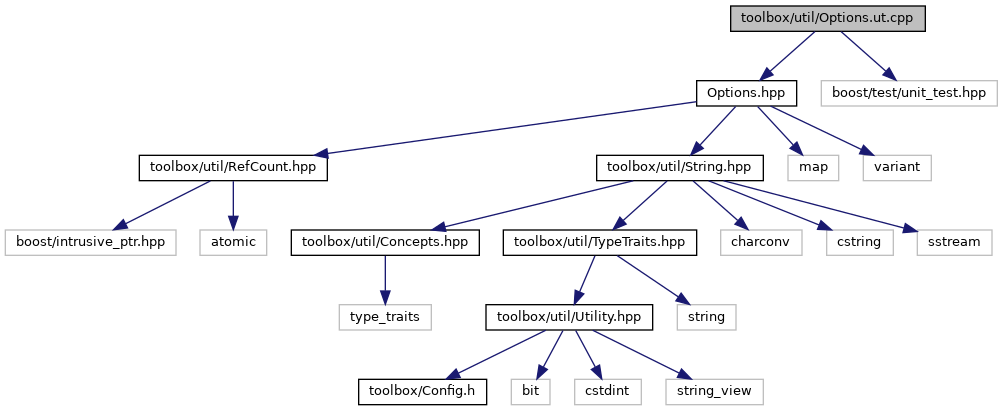 toolbox/util/Options.ut.cpp
Options.hpp
boost/test/unit_test.hpp
toolbox/util/RefCount.hpp
toolbox/util/String.hpp
map
variant
boost/intrusive_ptr.hpp
atomic
toolbox/util/Concepts.hpp
toolbox/util/TypeTraits.hpp
charconv
cstring
sstream
type_traits
toolbox/util/Utility.hpp
string
toolbox/Config.h
bit
cstdint
string_view